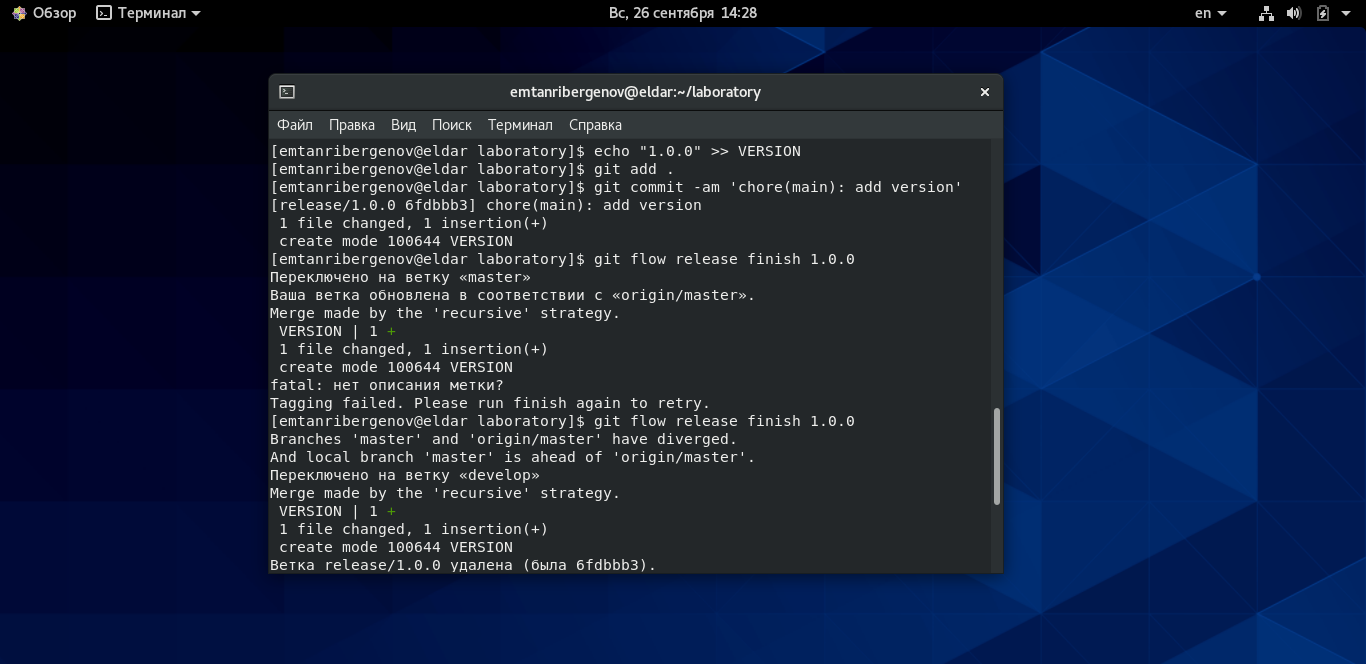 Обзор Терминал Вс, 26 сентября 14:28 en
emtanribergenov@eldar:~/laboratory
Файл Правка Вид Поиск Терминал Справка
[emtanribergenov@eldar laboratory]$ echo "1.0.0" >> VERSION
[emtanribergenov@eldar laboratory]$ git add .
[emtanribergenov@eldar laboratory]$ git commit -am 'chore(main): add version'
[release/1.0.0 6fdbbb3] chore(main): add version
 1 file changed, 1 insertion(+)
 create mode 100644 VERSION
[emtanribergenov@eldar laboratory]$ git flow release finish 1.0.0
Переключено на ветку «master»
Ваша ветка обновлена в соответствии с «origin/master».
Merge made by the 'recursive' strategy.
 VERSION | 1 +
 1 file changed, 1 insertion(+)
 create mode 100644 VERSION
fatal: нет описания метки?
Tagging failed. Please run finish again to retry.
[emtanribergenov@eldar laboratory]$ git flow release finish 1.0.0
Branches 'master' and 'origin/master' have diverged.
And local branch 'master' is ahead of 'origin/master'.
Переключено на ветку «develop»
Merge made by the 'recursive' strategy.
 VERSION | 1 +
 1 file changed, 1 insertion(+)
 create mode 100644 VERSION
Ветка release/1.0.0 удалена (была 6fdbbb3).